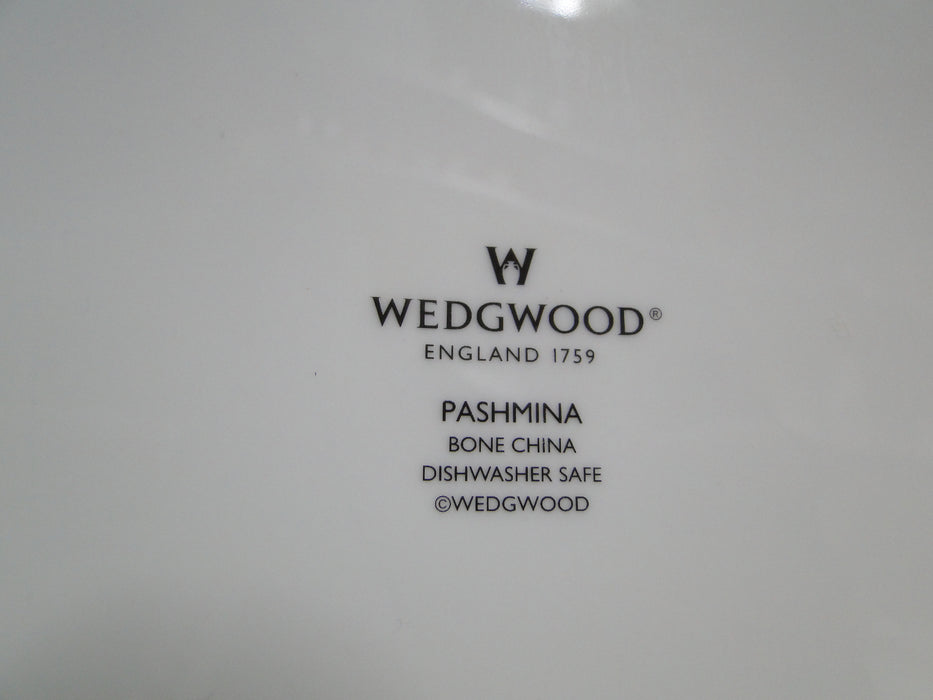 W
WEDGWOOD®
ENGLAND 1759
PASHMINA
BONE CHINA
DISHWASHER SAFE
©WEDGWOOD